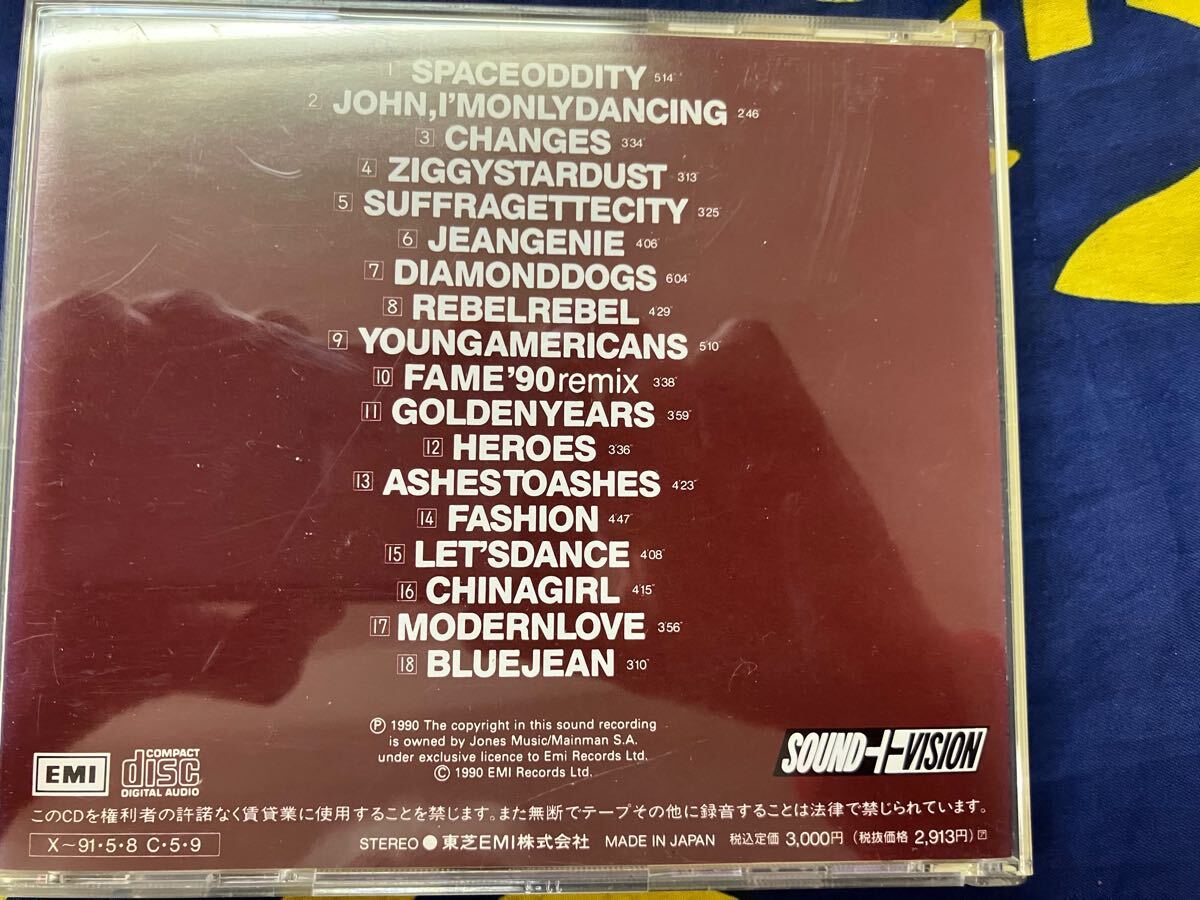 1 SPACEODDITY 5'14"
2 JOHN,I'MONLYDANCING 2'46"
3 CHANGES 3'34"
4 ZIGGYSTARDUST 3'13"
5 SUFFRAGETTECITY 3'25"
6 JEANGENIE 4'06"
7 DIAMONDDOGS 6'04"
8 REBELREBEL 4'29"
9 YOUNGAMERICANS 5'10"
10 FAME'90remix 3'38"
11 GOLDENYEARS 3'59"
12 HEROES 3'36"
13 ASHESTOASHES 4'23"
14 FASHION 4'47"
15 LET'SDANCE 4'08"
16 CHINAGIRL 4'15"
17 MODERNLOVE 3'56"
18 BLUEJEAN 3'10"
℗ 1990 The copyright in this sound recording
is owned by Jones Music/Mainman S.A.
under exclusive licence to Emi Records Ltd.
© 1990 EMI Records Ltd.
SOUND+VISION
EMI
COMPACT
disc
DIGITAL AUDIO
このCDを権利者の許諾なく賃貸業に使用することを禁じます。また無断でテープその他に録音することは法律で禁じられています。
X〜91・5・8 C・5・9
STEREO ● 東芝EMI株式会社 MADE IN JAPAN 税込定価 3,000円 (税抜価格 2,913円)